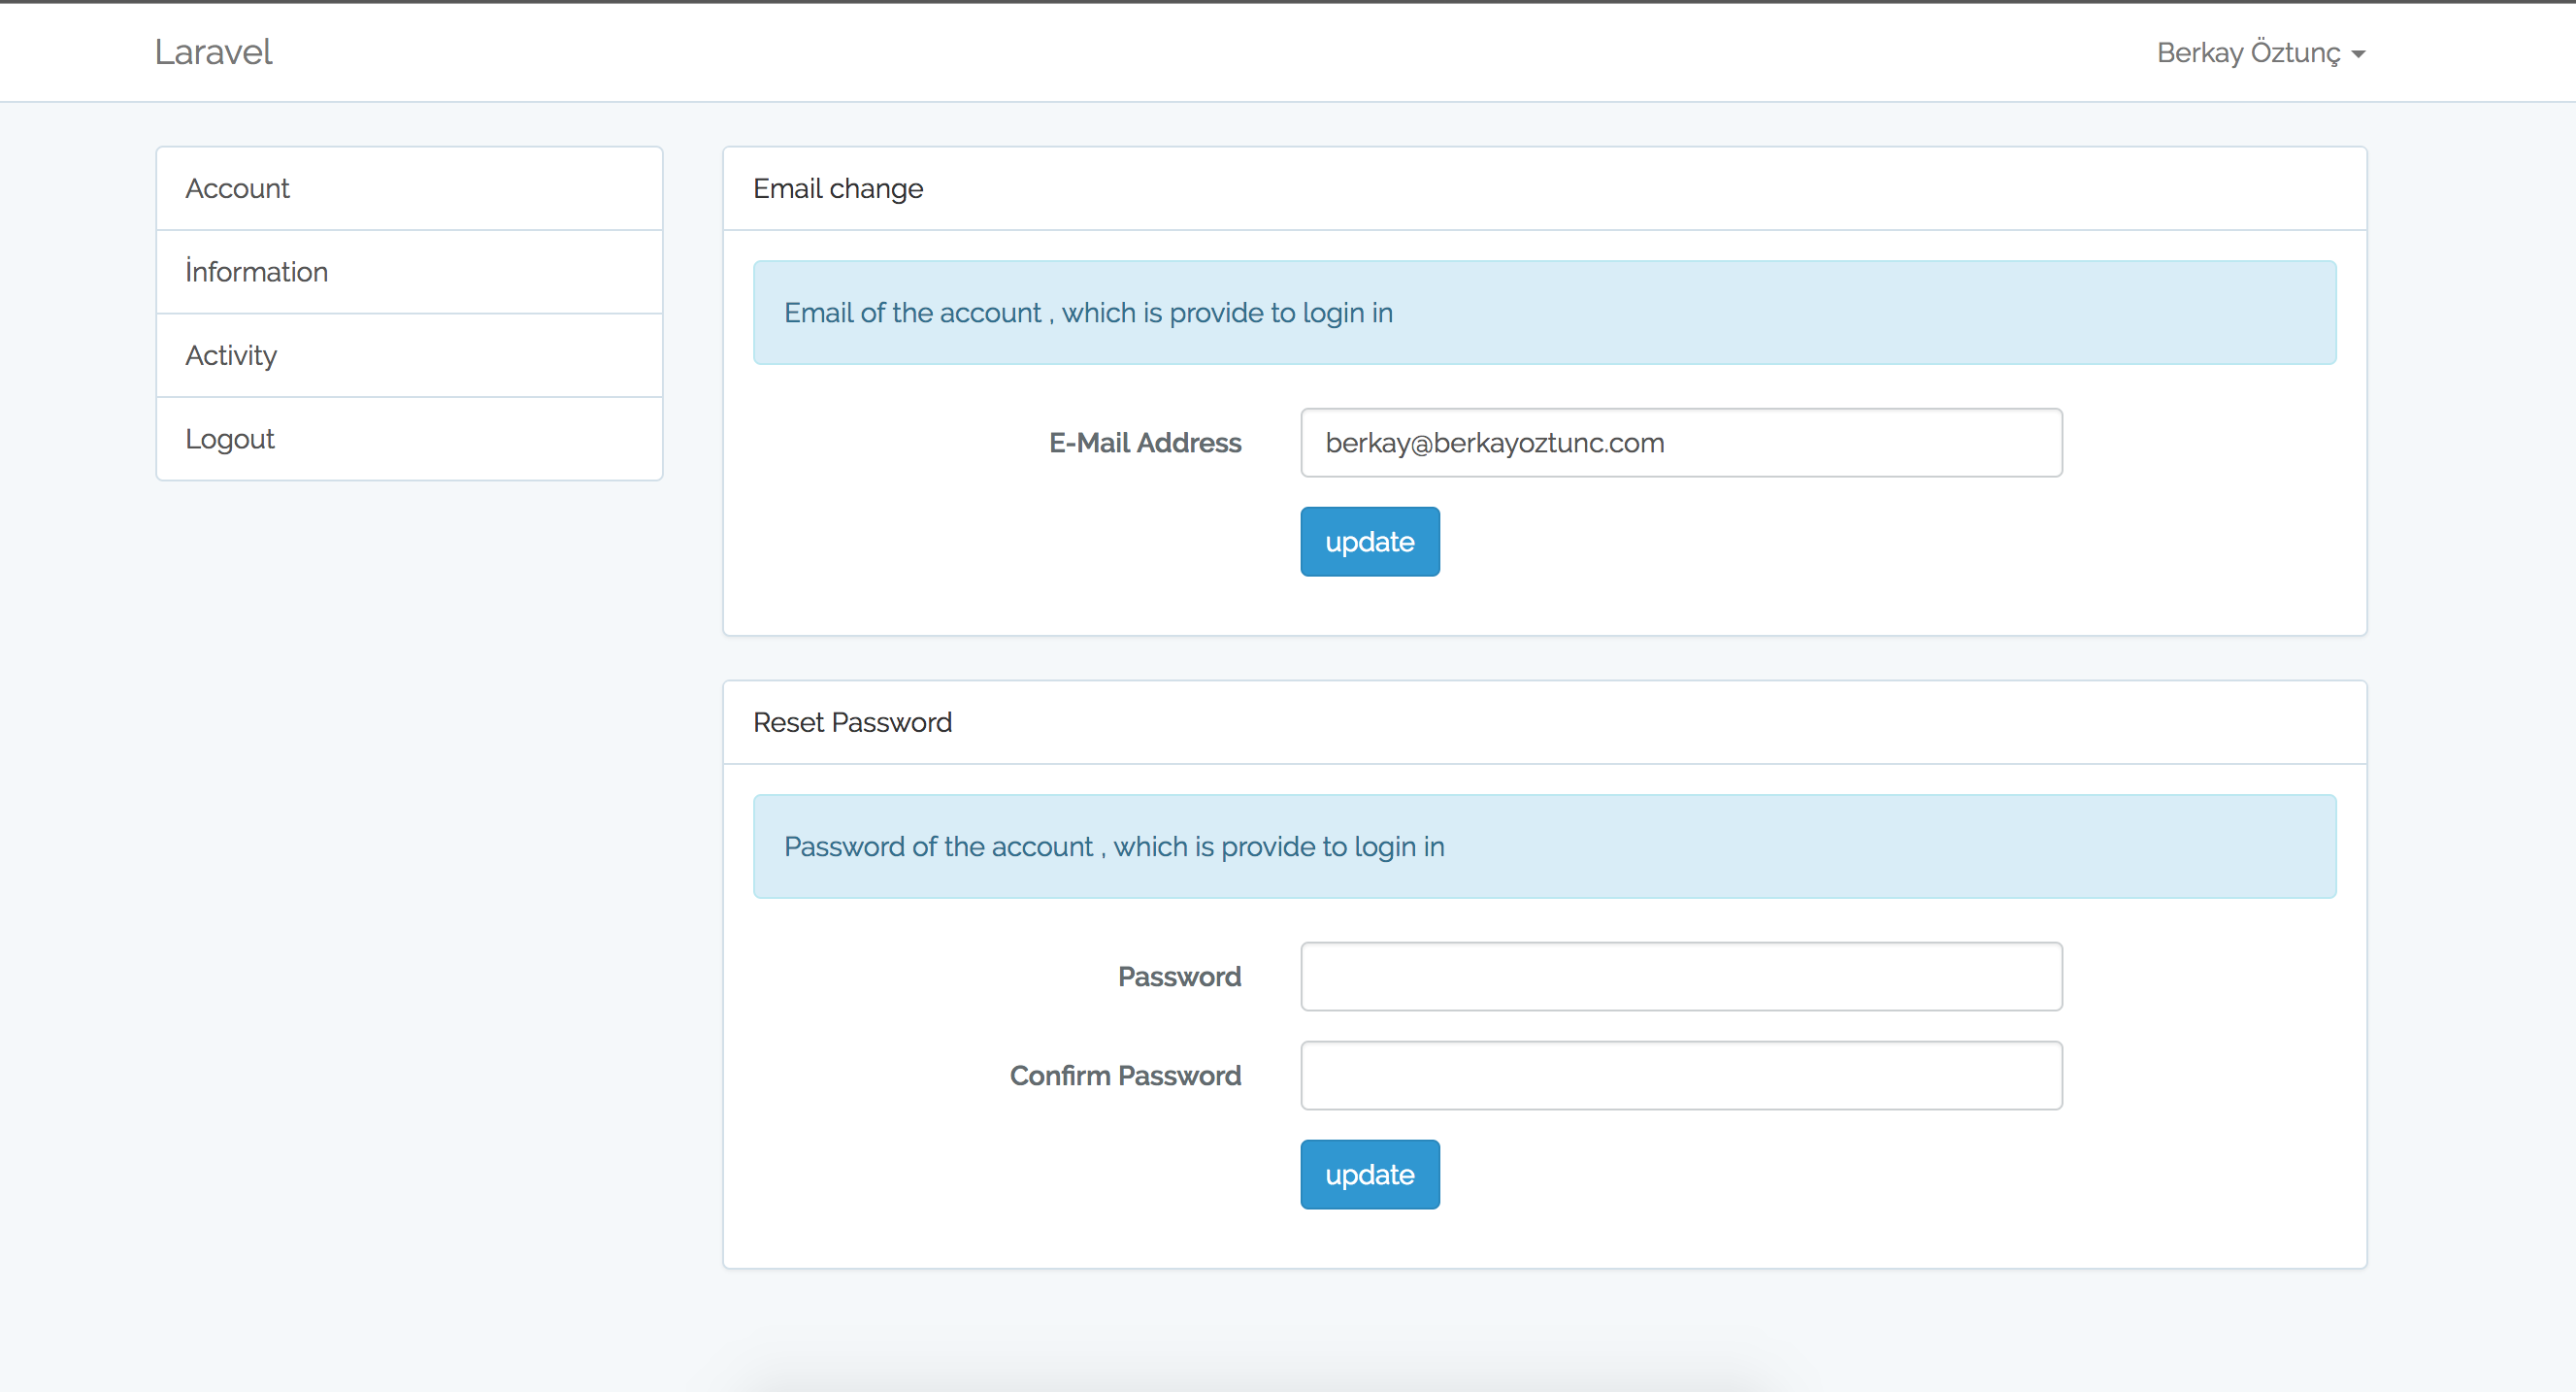 Laravel
Berkay Öztunç
Account
İnformation
Activity
Logout
Email change
Email of the account , which is provide to login in
E-Mail Address
berkay@berkayoztunc.com
update
Reset Password
Password of the account , which is provide to login in
Password
Confirm Password
update